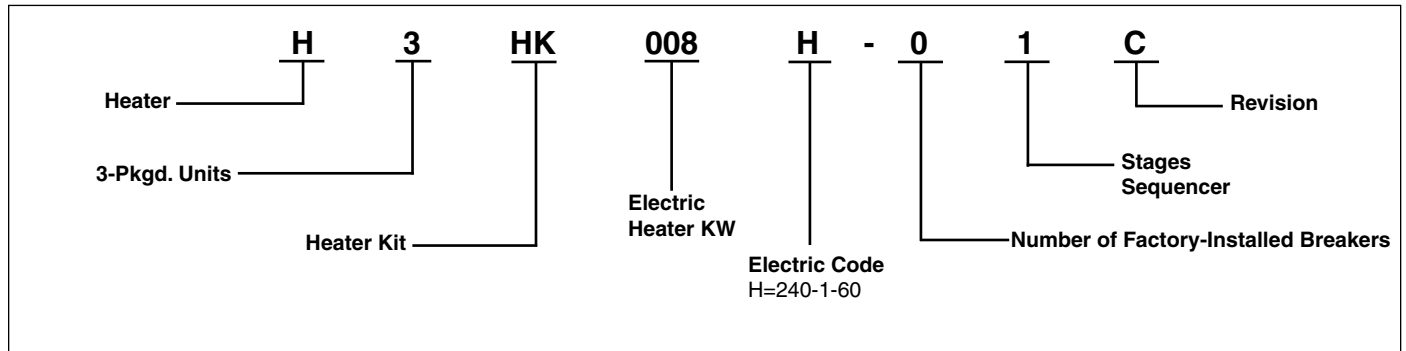 H 3 HK 008 H - 0 1 C
Heater
Revision
3-Pkgd. Units
Stages
Sequencer
Electric
Heater KW
Heater Kit
Number of Factory-Installed Breakers
Electric Code
H=240-1-60